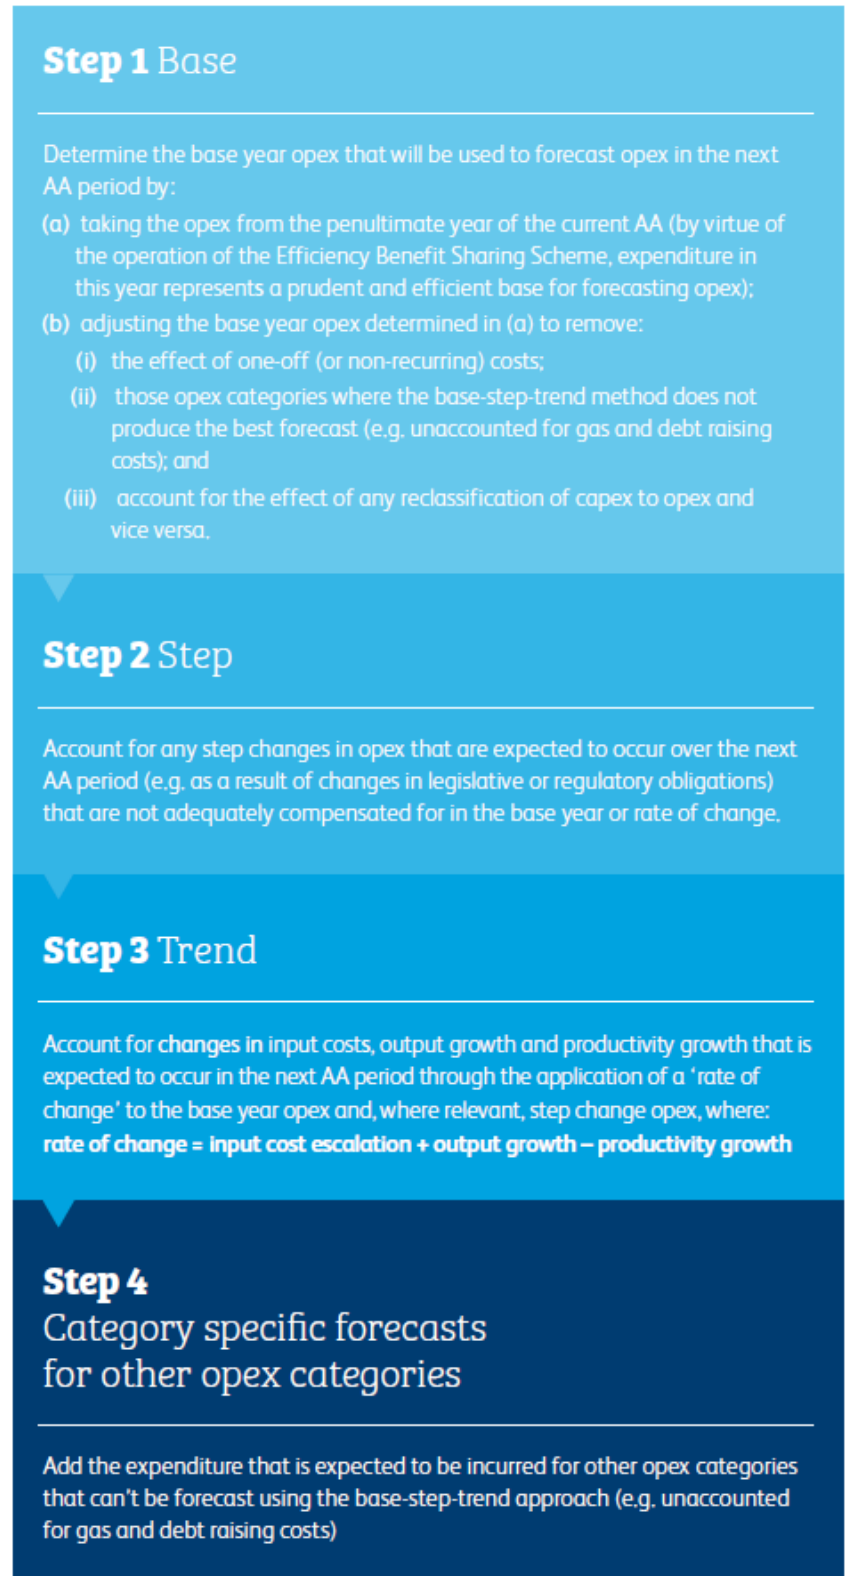 Step 1 Base
Determine the base year opex that will be used to forecast opex in the next
AA period by:
(a) taking the opex from the penultimate year of the current AA (by virtue of
the operation of the Efficiency Benefit Sharing Scheme, expenditure in
this year represents a prudent and efficient base for forecasting opex);
(b) adjusting the base year opex determined in (a) to remove:
(i) the effect of one-off (or non-recurring) costs;
(ii) those opex categories where the base-step-trend method does not
produce the best forecast (e.g. unaccounted for gas and debt raising
costs); and
(iii) account for the effect of any reclassification of capex to opex and
vice versa.
Step 2 Step
Account for any step changes in opex that are expected to occur over the next
AA period (e.g. as a result of changes in legislative or regulatory obligations)
that are not adequately compensated for in the base year or rate of change.
Step 3 Trend
Account for changes in input costs, output growth and productivity growth that is
expected to occur in the next AA period through the application of a ‘rate of
change’ to the base year opex and, where relevant, step change opex, where:
rate of change = input cost escalation + output growth – productivity growth
Step 4
Category specific forecasts
for other opex categories
Add the expenditure that is expected to be incurred for other opex categories
that can’t be forecast using the base-step-trend approach (e.g. unaccounted
for gas and debt raising costs)